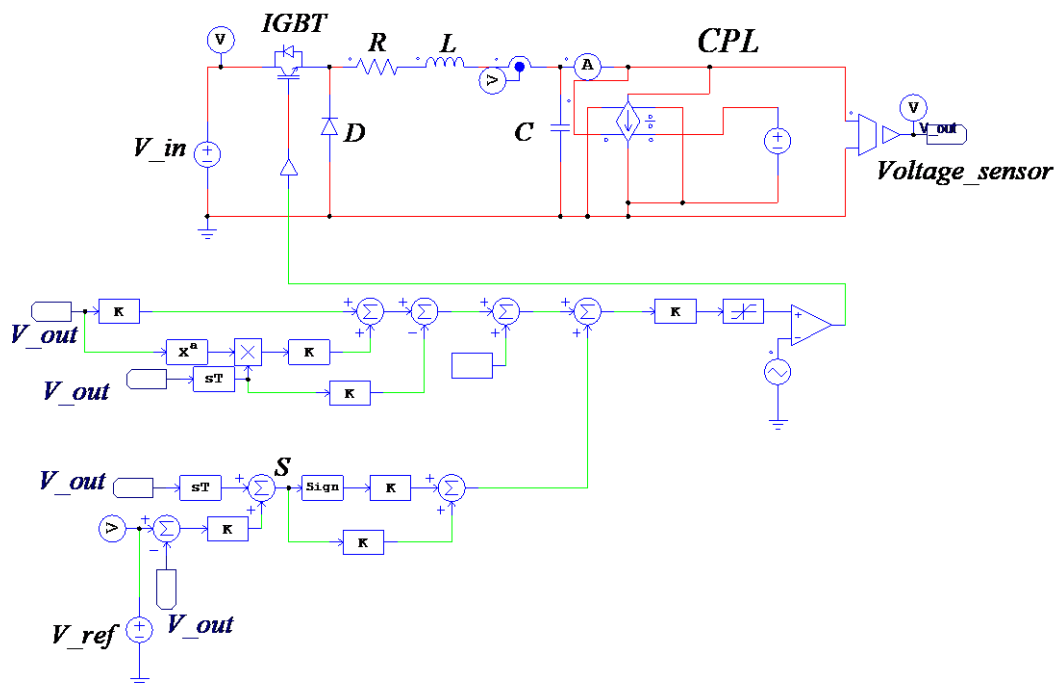 IGBT
V
R
L
CPL
V
A
V
V_out
V_in
D
C
÷
Voltage_sensor
K
V_out
x^a
K
K
V_out
sT
K
S
V_out
sT
Sign
K
V
K
K
V_ref
V_out